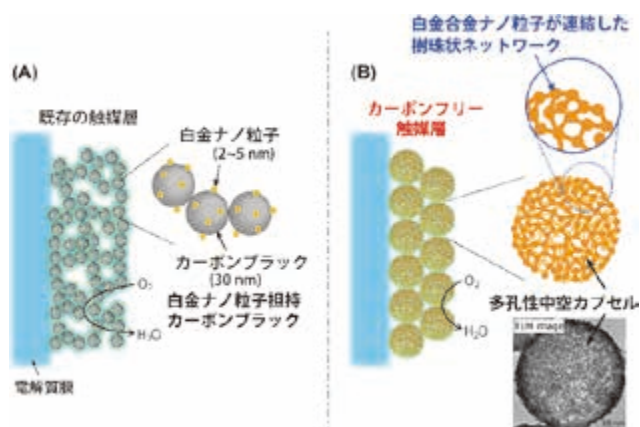 (A)
既存の触媒層
白金ナノ粒子
(2~5 nm)
カーボンブラック
(30 nm)
白金ナノ粒子担持
カーボンブラック
O₂
H₂O
電解質膜
(B)
白金合金ナノ粒子が連結した
数珠状ネットワーク
カーボンフリー
触媒層
O₂
H₂O
多孔性中空カプセル